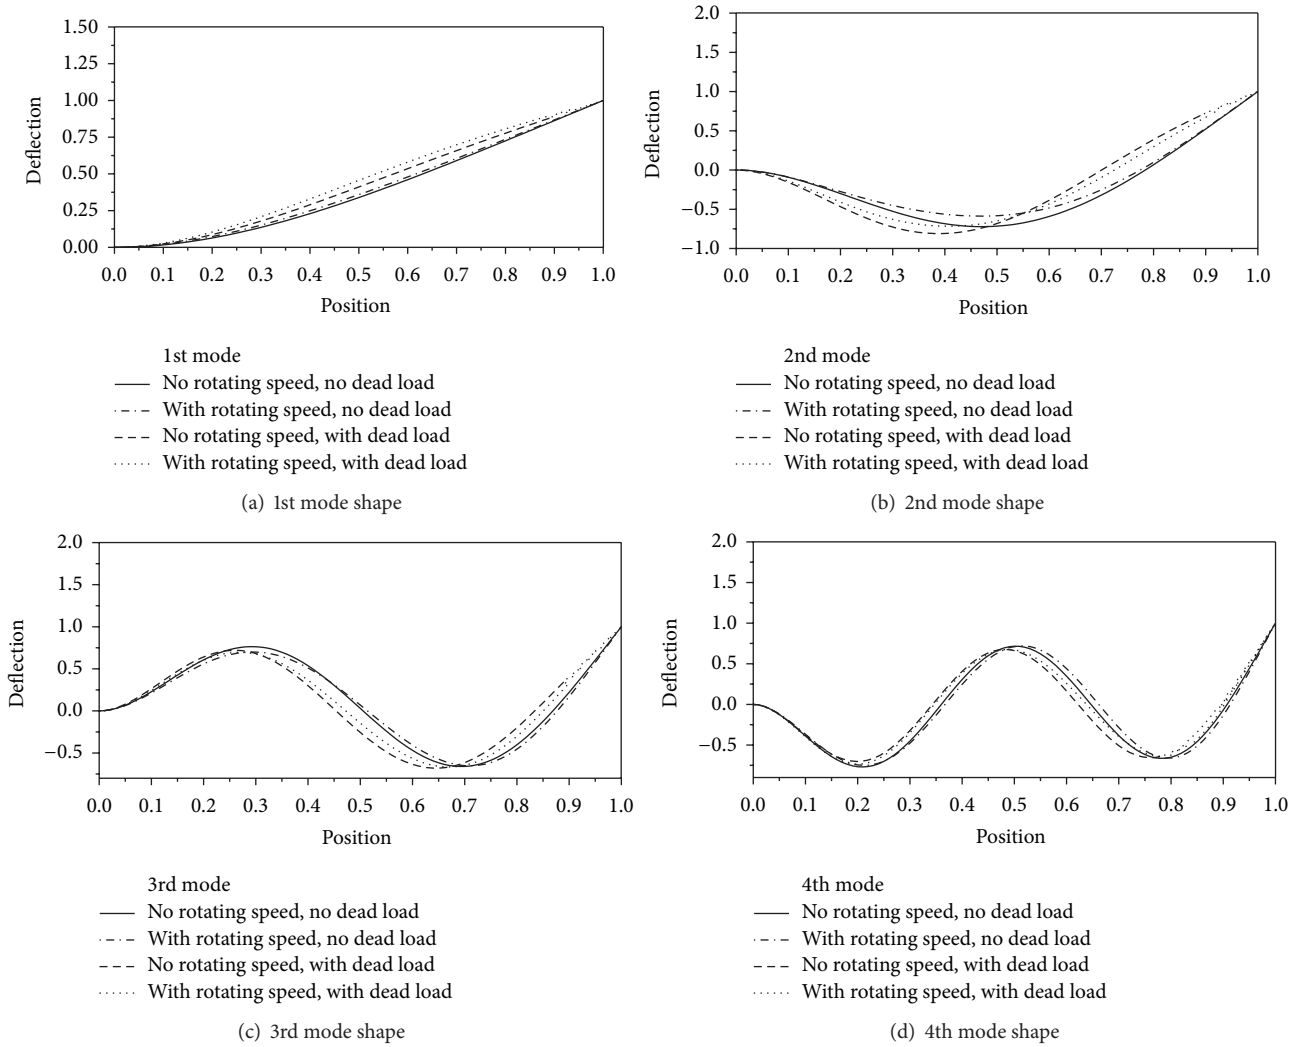 1.50
1.25
1.00
0.75
0.50
0.25
0.00
Deflection
0.0 0.1 0.2 0.3 0.4 0.5 0.6 0.7 0.8 0.9 1.0
Position
1st mode
No rotating speed, no dead load
With rotating speed, no dead load
No rotating speed, with dead load
With rotating speed, with dead load
(a) 1st mode shape
2.0
1.5
1.0
0.5
0.0
−0.5
−1.0
Deflection
0.0 0.1 0.2 0.3 0.4 0.5 0.6 0.7 0.8 0.9 1.0
Position
2nd mode
No rotating speed, no dead load
With rotating speed, no dead load
No rotating speed, with dead load
With rotating speed, with dead load
(b) 2nd mode shape
2.0
1.5
1.0
0.5
0.0
−0.5
Deflection
0.0 0.1 0.2 0.3 0.4 0.5 0.6 0.7 0.8 0.9 1.0
Position
3rd mode
No rotating speed, no dead load
With rotating speed, no dead load
No rotating speed, with dead load
With rotating speed, with dead load
(c) 3rd mode shape
2.0
1.5
1.0
0.5
0.0
−0.5
Deflection
0.0 0.1 0.2 0.3 0.4 0.5 0.6 0.7 0.8 0.9 1.0
Position
4th mode
No rotating speed, no dead load
With rotating speed, no dead load
No rotating speed, with dead load
With rotating speed, with dead load
(d) 4th mode shape